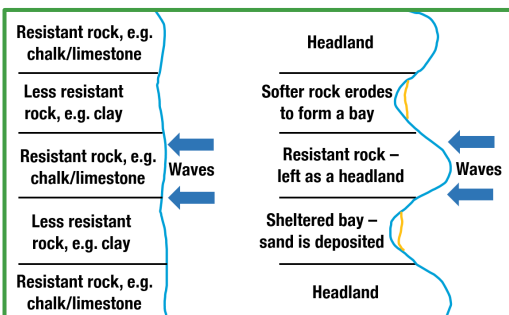 Resistant rock, e.g.
chalk/limestone
Less resistant
rock, e.g. clay
Resistant rock, e.g.
chalk/limestone
Waves
Less resistant
rock, e.g. clay
Resistant rock, e.g.
chalk/limestone
Headland
Softer rock erodes
to form a bay
Resistant rock –
left as a headland
Waves
Sheltered bay –
sand is deposited
Headland